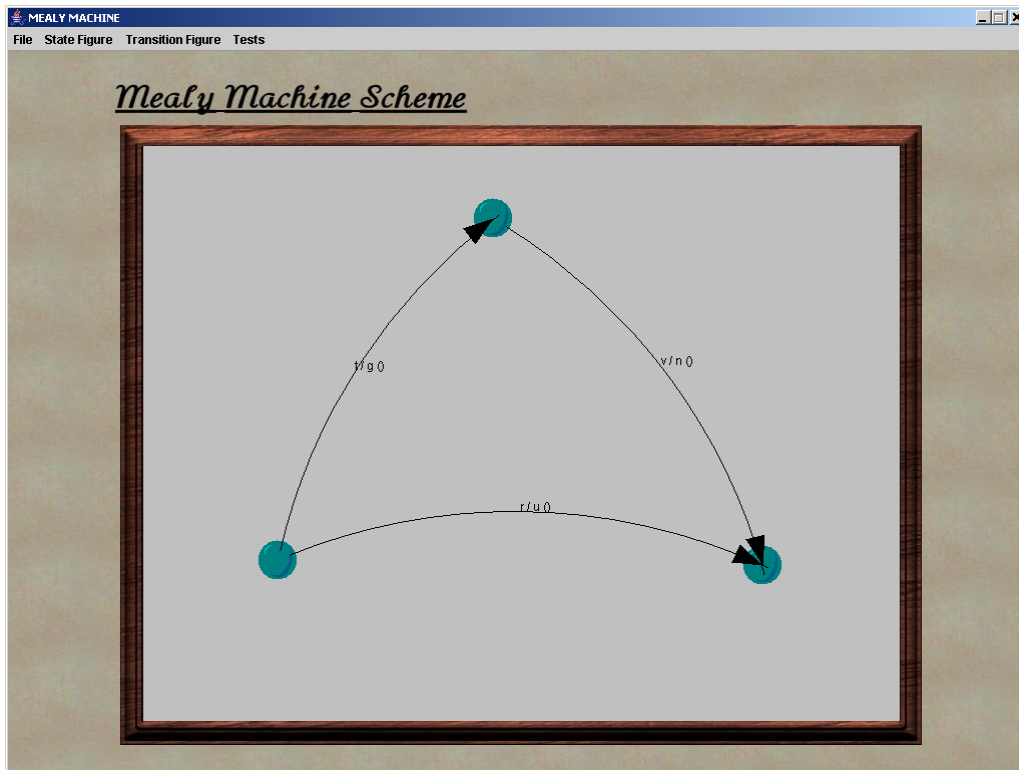 MEALY MACHINE
File State Figure Transition Figure Tests
Mealy Machine Scheme
t / g ()
v / n ()
r / u ()